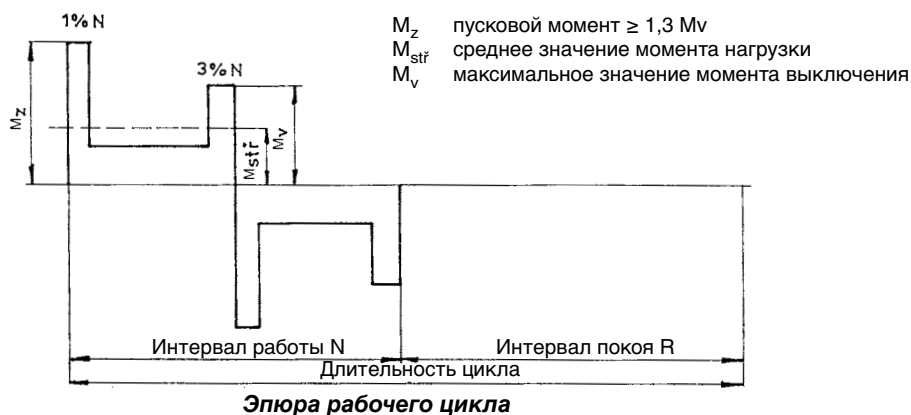 1% N
M_z пусковой момент ≥ 1,3 Mv
M_stř среднее значение момента нагрузки
M_v максимальное значение момента выключения
3% N
M_z
M_stř
M_v
Интервал работы N
Интервал покоя R
Длительность цикла
Эпюра рабочего цикла